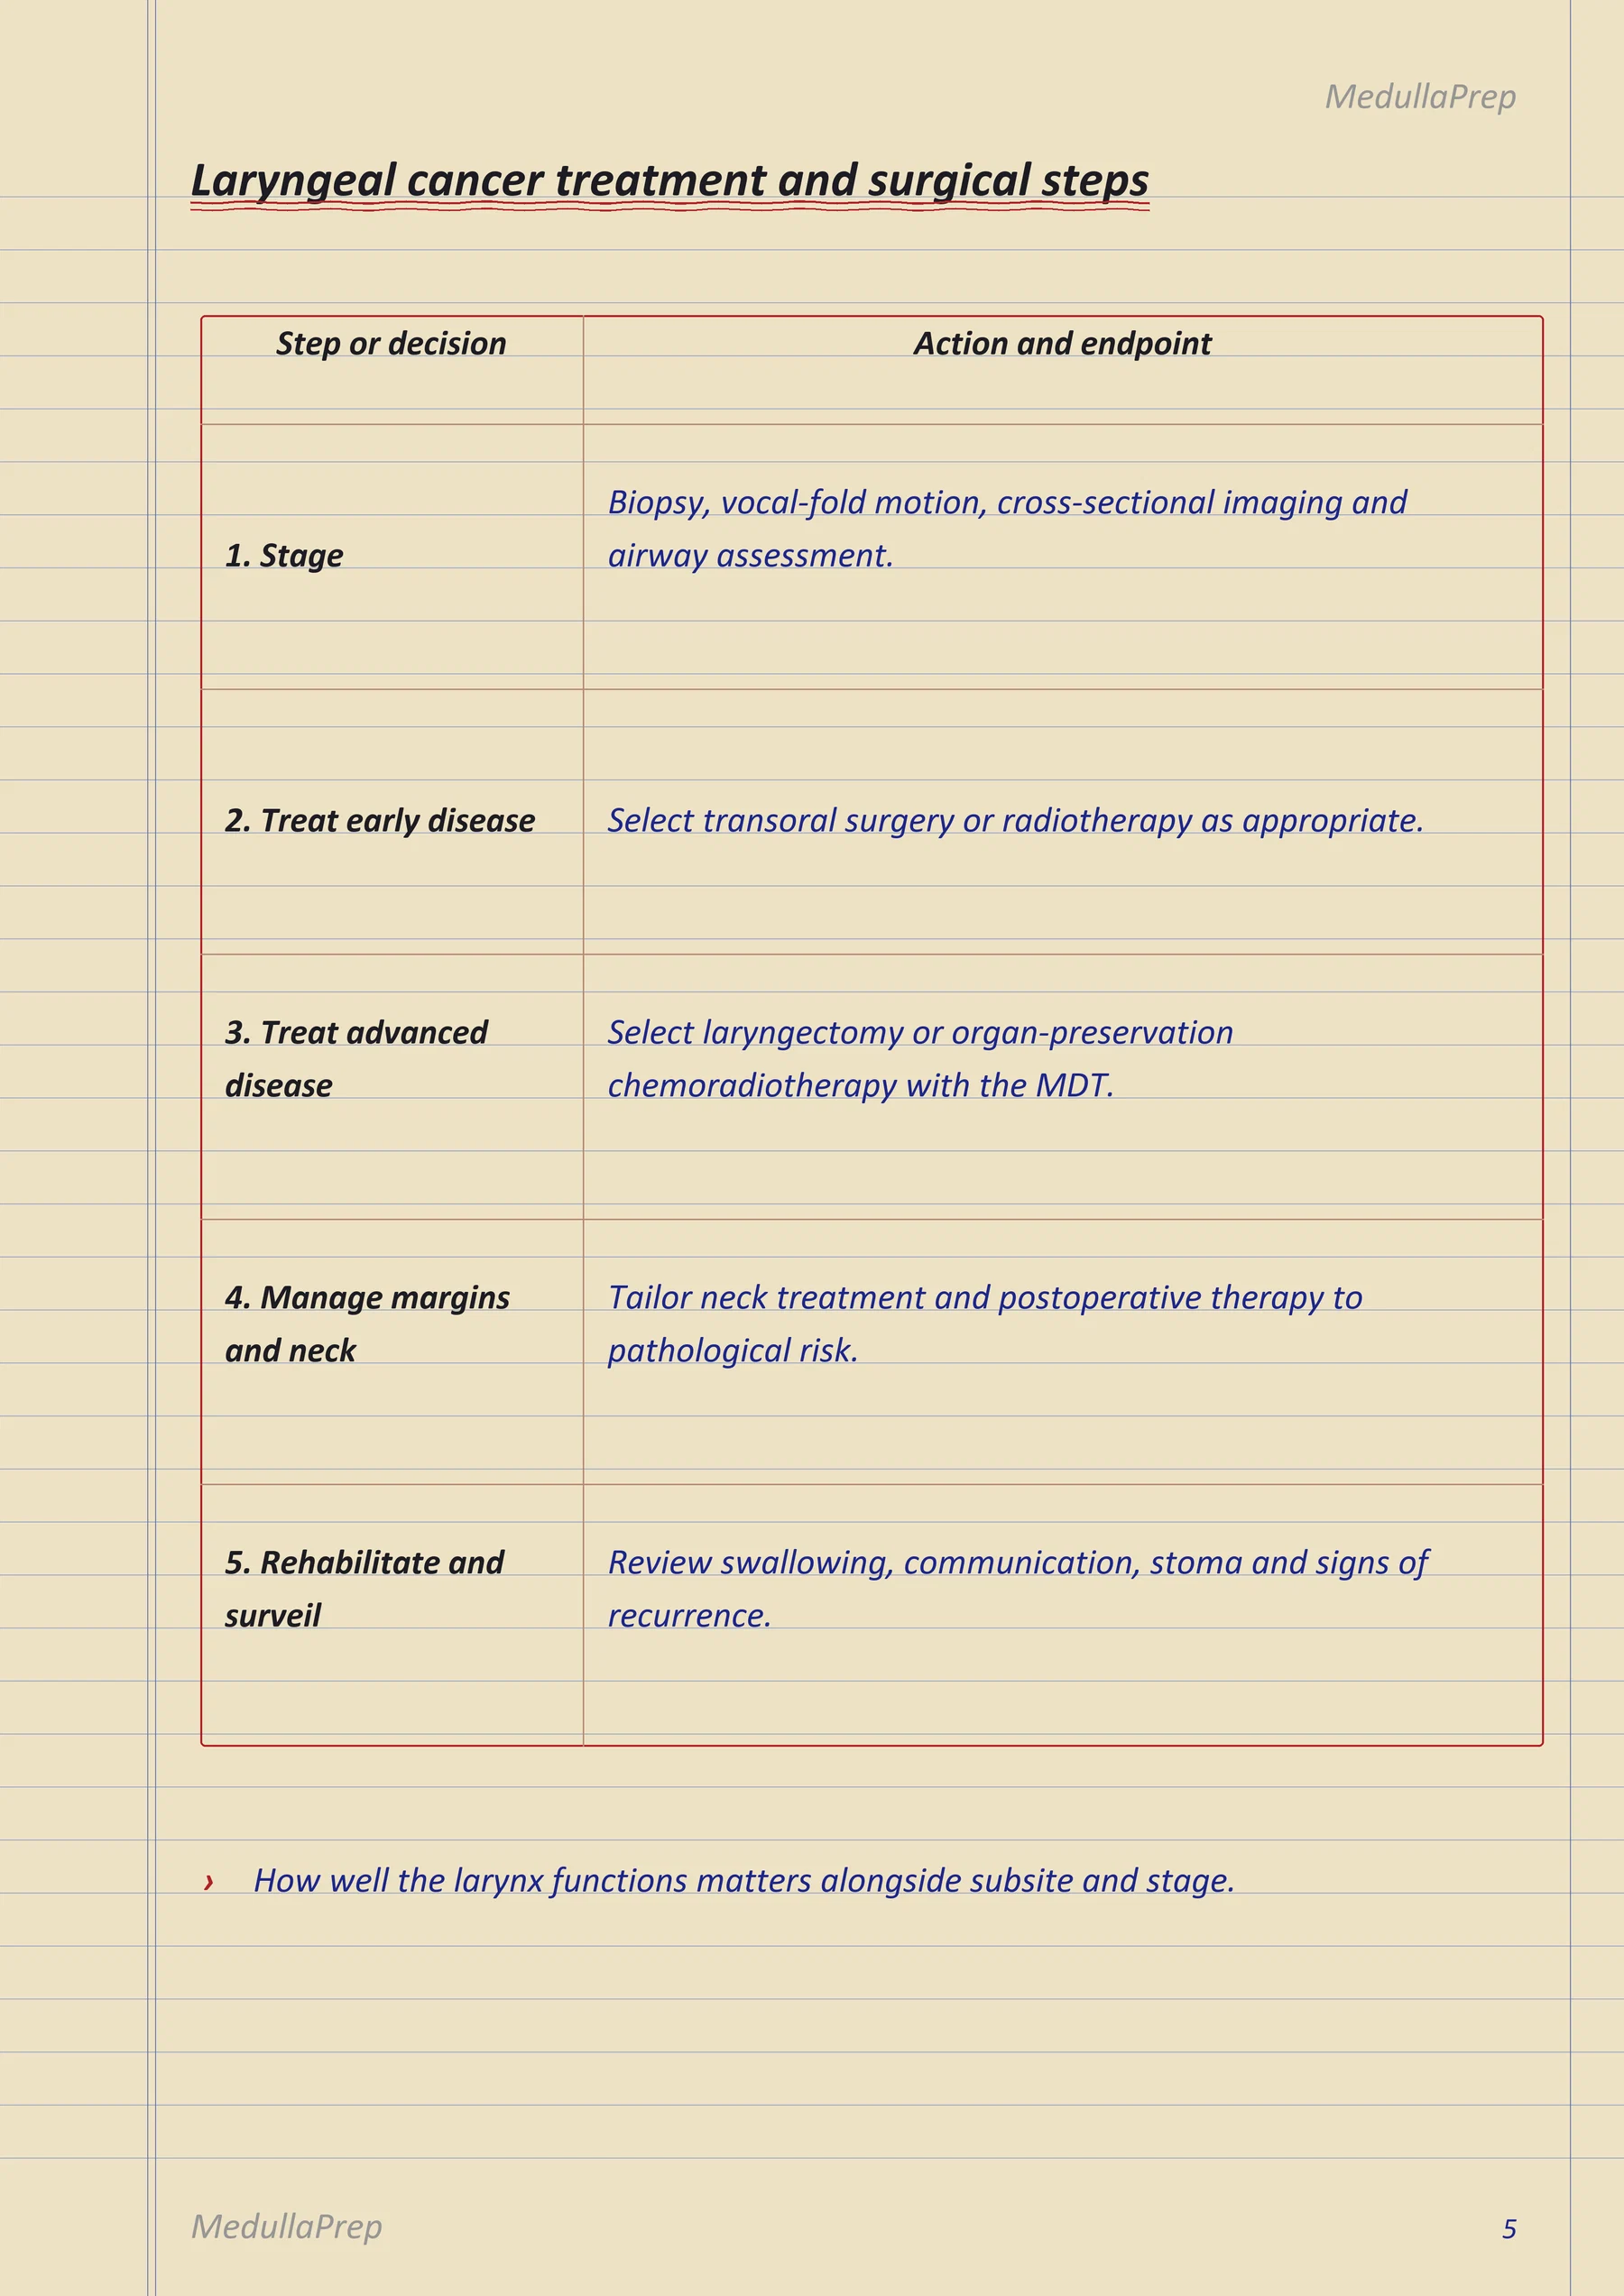 MedullaPrep
Laryngeal cancer treatment and surgical steps
Step or decision
Action and endpoint
1. Stage
Biopsy, vocal-fold motion, cross-sectional imaging and
airway assessment.
2. Treat early disease
Select transoral surgery or radiotherapy as appropriate.
3. Treat advanced
disease
Select laryngectomy or organ-preservation
chemoradiotherapy with the MDT.
4. Manage margins
and neck
Tailor neck treatment and postoperative therapy to
pathological risk.
5. Rehabilitate and
surveil
Review swallowing, communication, stoma and signs of
recurrence.
› How well the larynx functions matters alongside subsite and stage.
MedullaPrep
5